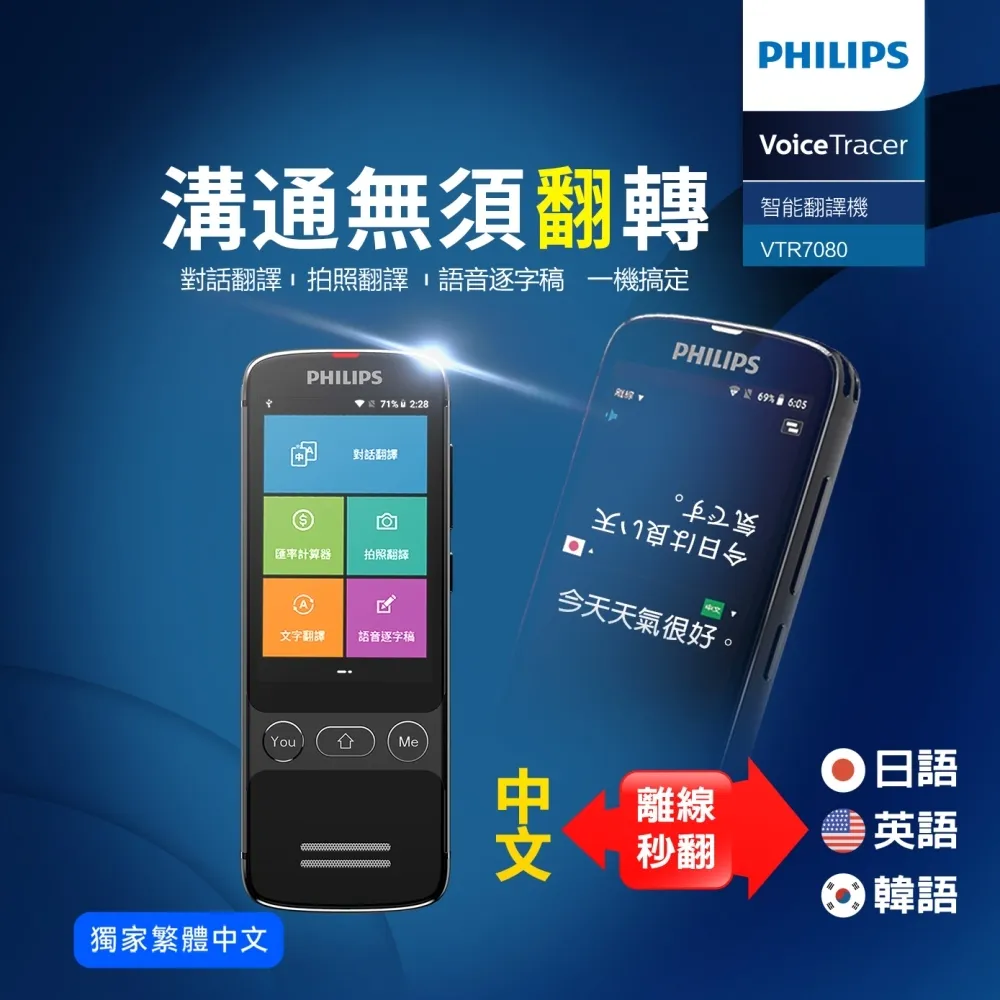 PHILIPS
VoiceTracer
智能翻譯機
VTR7080
溝通無須翻轉
對話翻譯 拍照翻譯 語音逐字稿 一機搞定
PHILIPS
71% 2:28
對話翻譯
匯率計算器
拍照翻譯
文字翻譯
語音逐字稿
You
Me
PHILIPS
離線
69% 6:05
今日は良い天
気です。
中文
今天天氣很好。
中文
離線
秒翻
日語
英語
韓語
獨家繁體中文